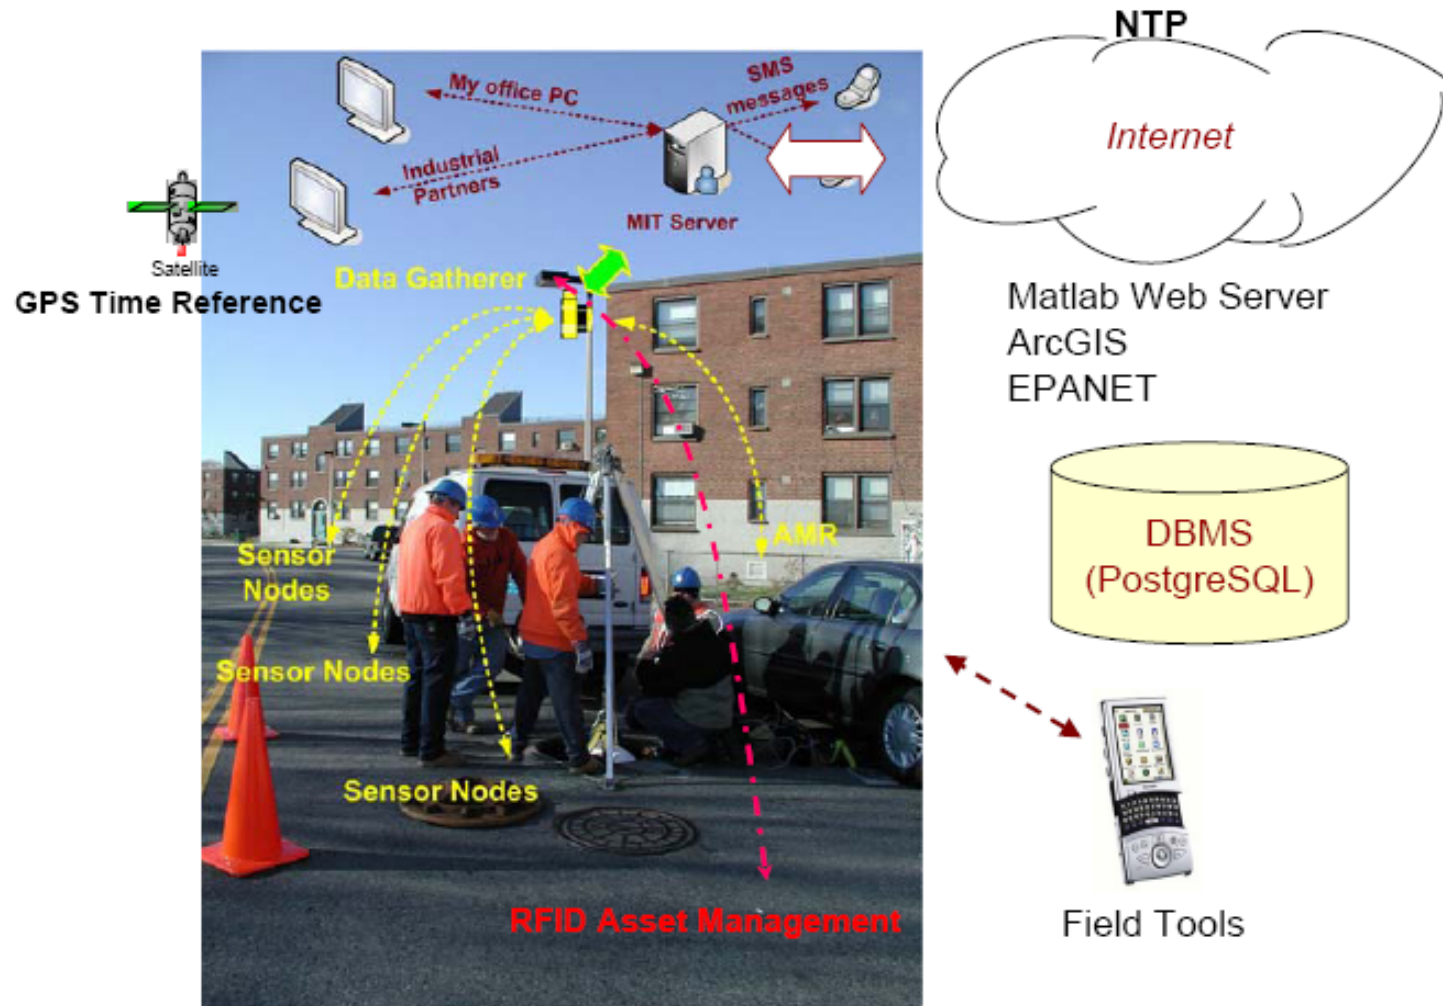 NTP
Internet
My office PC
SMS
messages
Industrial
Partners
MIT Server
Satellite
GPS Time Reference
Data Gatherer
Matlab Web Server
ArcGIS
EPANET
AMR
Sensor
Nodes
Sensor Nodes
Sensor Nodes
DBMS
(PostgreSQL)
RFID Asset Management
Field Tools